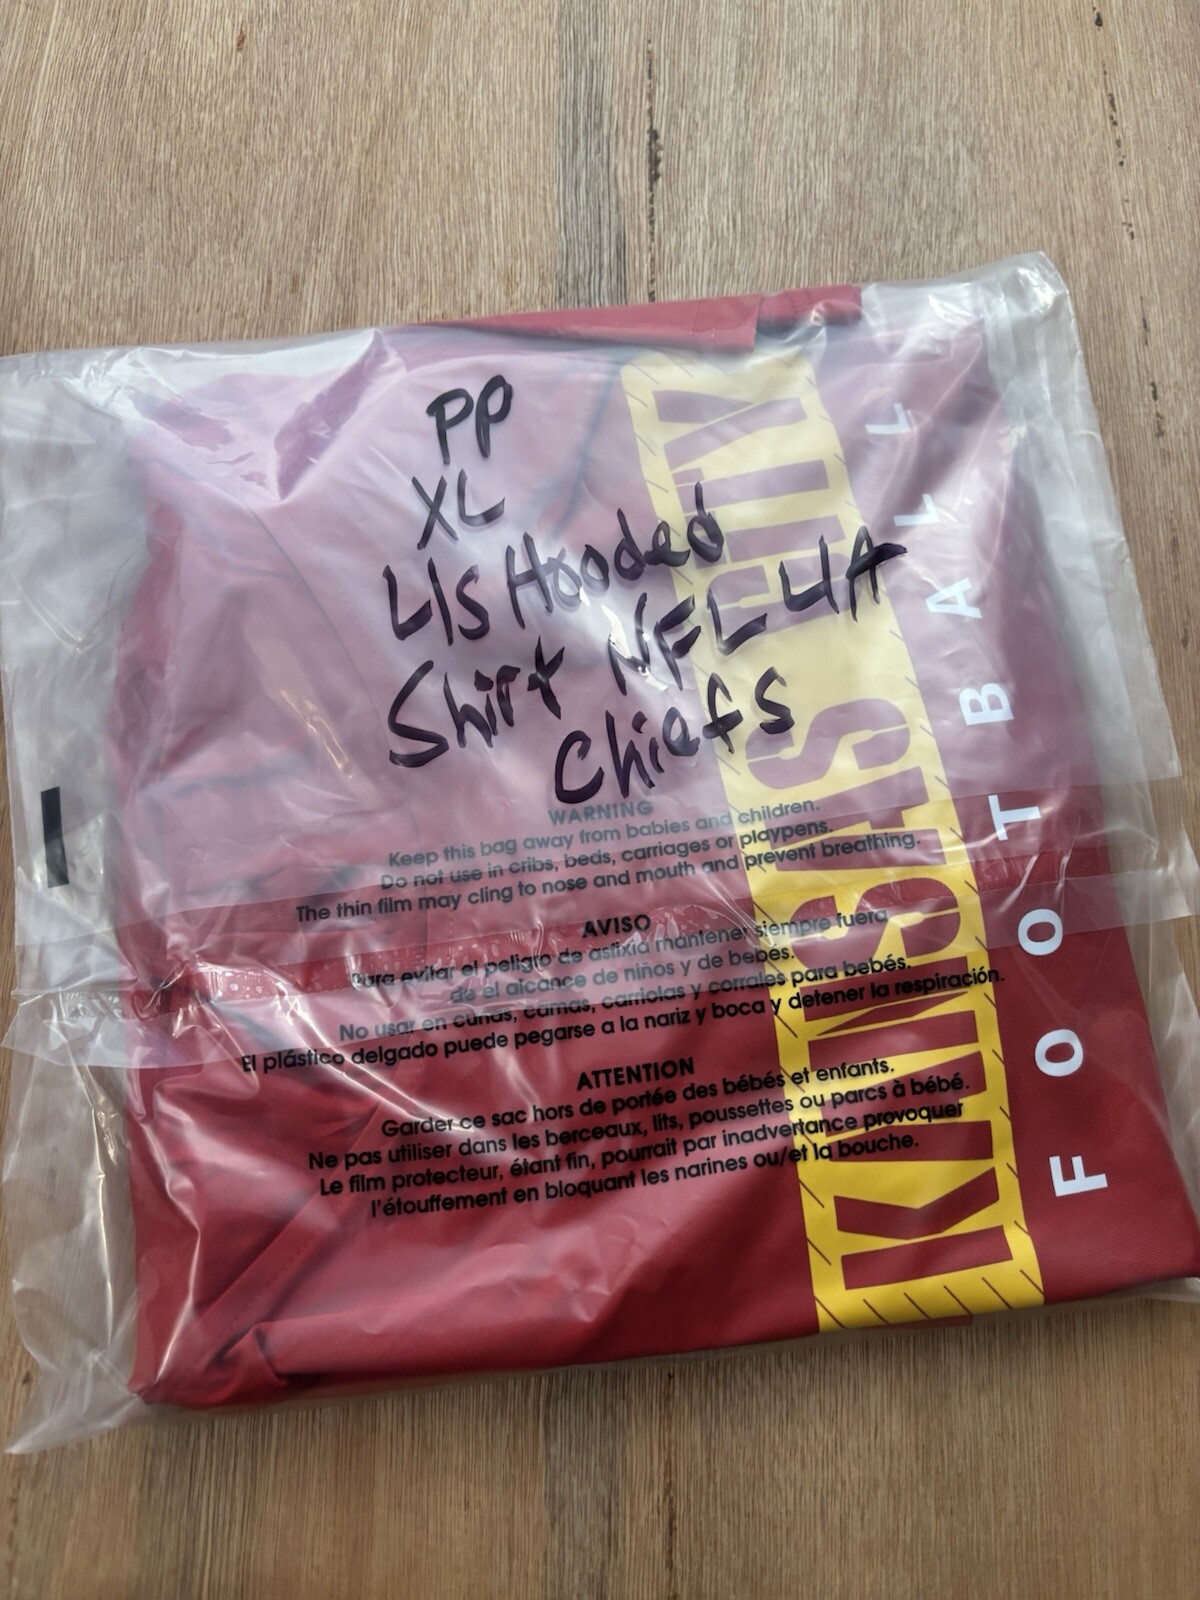 PP
XL
L/S Hooded
Shirt NFL UA
Chiefs
WARNING
Keep this bag away from babies and children.
Do not use in cribs, beds, carriages or playpens.
The thin film may cling to nose and mouth and prevent breathing.
AVISO
Para evitar el peligro de asfixia mantener siempre fuera
de el alcance de niños y de bebés.
No usar en cunas, camas, carriolas y corrales para bebés.
El plástico delgado puede pegarse a la nariz y boca y detener la respiración.
ATTENTION
Garder ce sac hors de portée des bébés et enfants.
Ne pas utiliser dans les berceaux, lits, poussettes ou parcs à bébé.
Le film protecteur, étant fin, pourrait par inadvertance provoquer
l'étouffement en bloquant les narines ou/et la bouche.
KANSAS CITY
FOOTBALL